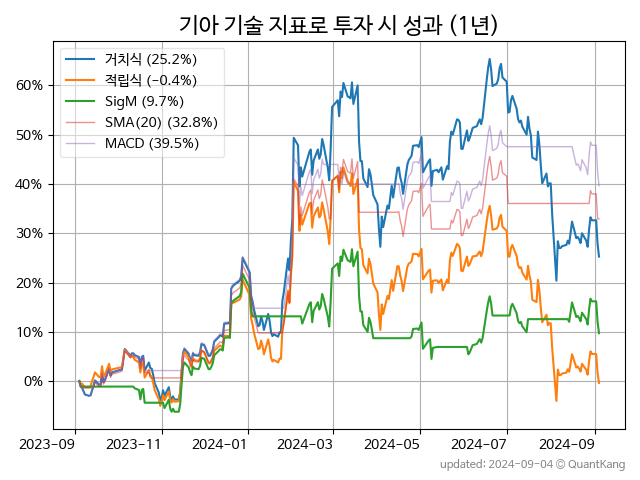 기아 기술 지표로 투자 시 성과 (1년)
거치식 (25.2%)
적립식 (−0.4%)
SigM (9.7%)
SMA(20) (32.8%)
MACD (39.5%)
60%
50%
40%
30%
20%
10%
0%
2023-09 2023-11 2024-01 2024-03 2024-05 2024-07 2024-09
updated: 2024-09-04 @ QuantKang